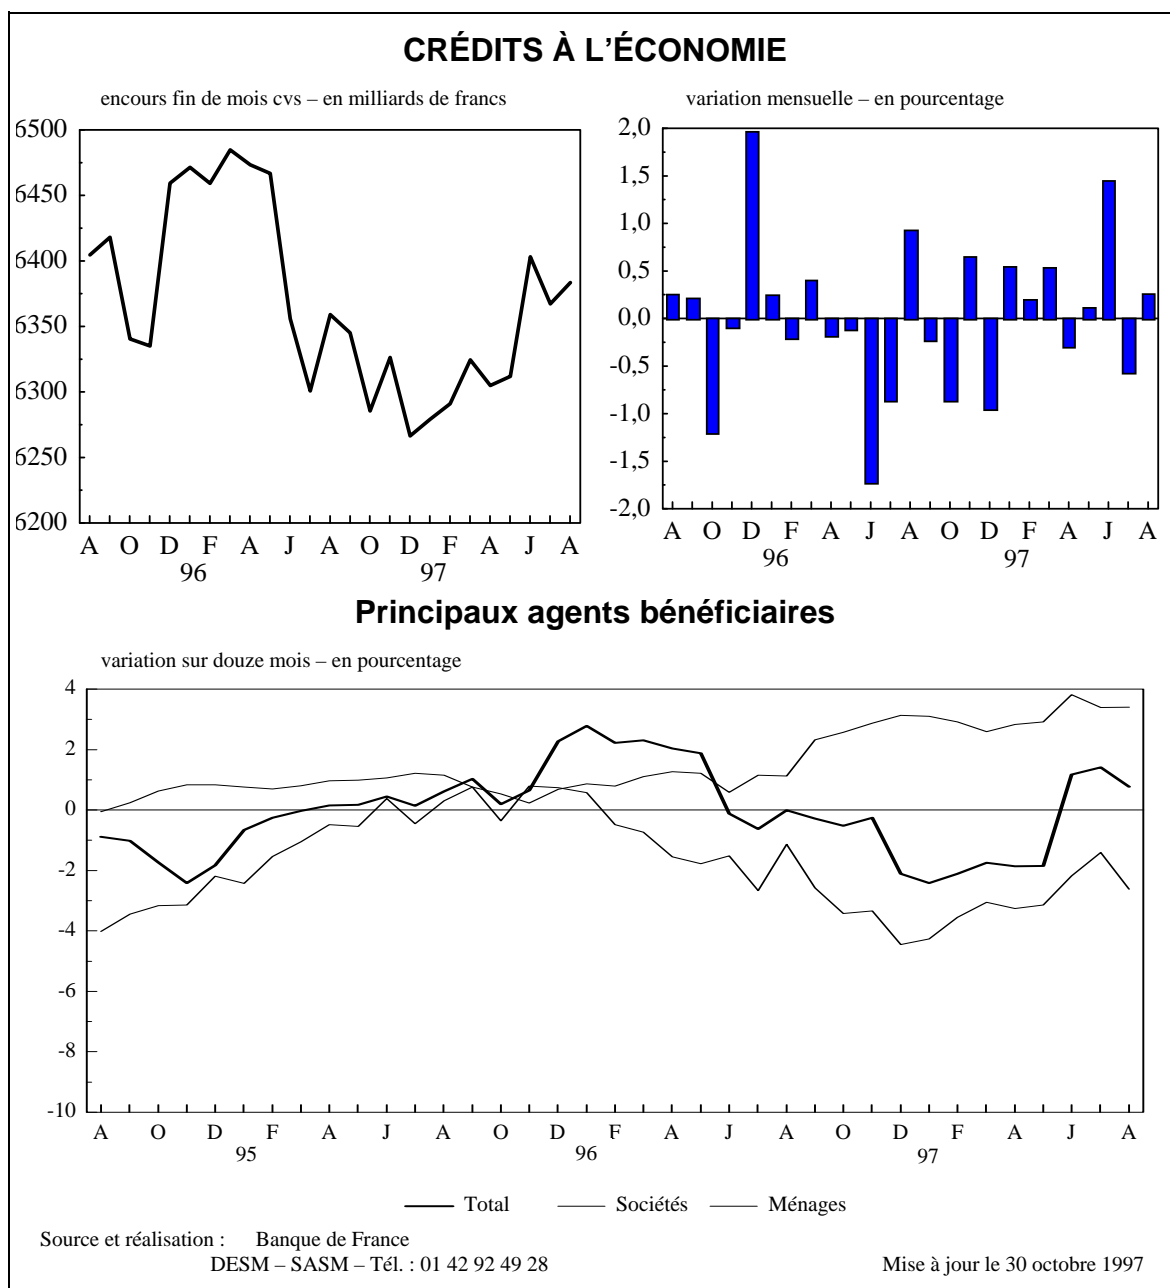 CRÉDITS À L'ÉCONOMIE
encours fin de mois cvs – en milliards de francs
6500
6450
6400
6350
6300
6250
6200
A O D F A J A O D F A J A
96 97
variation mensuelle – en pourcentage
2,0
1,5
1,0
0,5
0,0
-0,5
-1,0
-1,5
-2,0
A O D F A J A O D F A J A
96 97
Principaux agents bénéficiaires
variation sur douze mois – en pourcentage
4
2
0
-2
-4
-6
-8
-10
A O D F A J A O D F A J A O D F A J A
95 96 97
Total Sociétés Ménages
Source et réalisation : Banque de France
DESM – SASM – Tél. : 01 42 92 49 28 Mise à jour le 30 octobre 1997